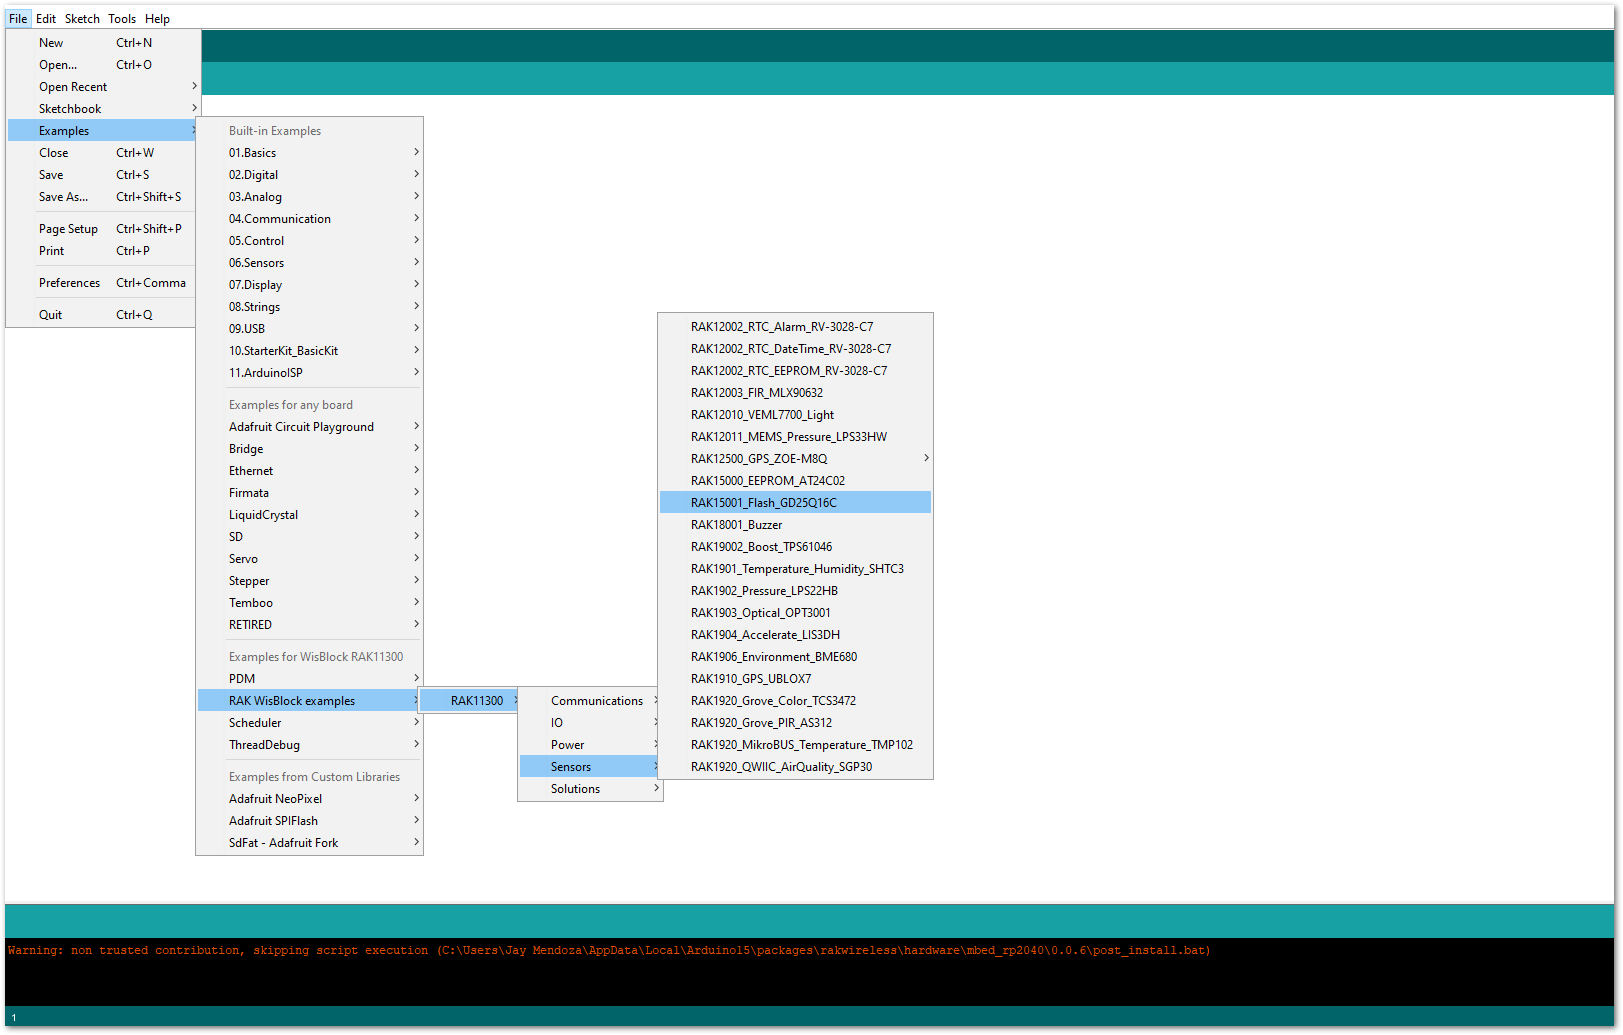 File Edit Sketch Tools Help
New Ctrl+N
Open... Ctrl+O
Open Recent
Sketchbook
Examples
Close Ctrl+W
Save Ctrl+S
Save As... Ctrl+Shift+S
Page Setup Ctrl+Shift+P
Print Ctrl+P
Preferences Ctrl+Comma
Quit Ctrl+Q
Built-in Examples
01.Basics
02.Digital
03.Analog
04.Communication
05.Control
06.Sensors
07.Display
08.Strings
09.USB
10.StarterKit_BasicKit
11.ArduinoISP
Examples for any board
Adafruit Circuit Playground
Bridge
Ethernet
Firmata
LiquidCrystal
SD
Servo
Stepper
Temboo
RETIRED
Examples for WisBlock RAK11300
PDM
RAK WisBlock examples
Scheduler
ThreadDebug
Examples from Custom Libraries
Adafruit NeoPixel
Adafruit SPIFlash
SdFat - Adafruit Fork
RAK11300
Communications
IO
Power
Sensors
Solutions
RAK12002_RTC_Alarm_RV-3028-C7
RAK12002_RTC_DateTime_RV-3028-C7
RAK12002_RTC_EEPROM_RV-3028-C7
RAK12003_FIR_MLX90632
RAK12010_VEML7700_Light
RAK12011_MEMS_Pressure_LPS33HW
RAK12500_GPS_ZOE-M8Q
RAK15000_EEPROM_AT24C02
RAK15001_Flash_GD25Q16C
RAK18001_Buzzer
RAK19002_Boost_TPS61046
RAK1901_Temperature_Humidity_SHTC3
RAK1902_Pressure_LPS22HB
RAK1903_Optical_OPT3001
RAK1904_Accelerate_LIS3DH
RAK1906_Environment_BME680
RAK1910_GPS_UBLOX7
RAK1920_Grove_Color_TCS3472
RAK1920_Grove_PIR_AS312
RAK1920_MikroBUS_Temperature_TMP102
RAK1920_QWIIC_AirQuality_SGP30
Warning: non trusted contribution, skipping script execution (C:\Users\Jay Mendoza\AppData\Local\Arduino15\packages\rakwireless\hardware\mbed_rp2040\0.0.6\post_install.bat)
1